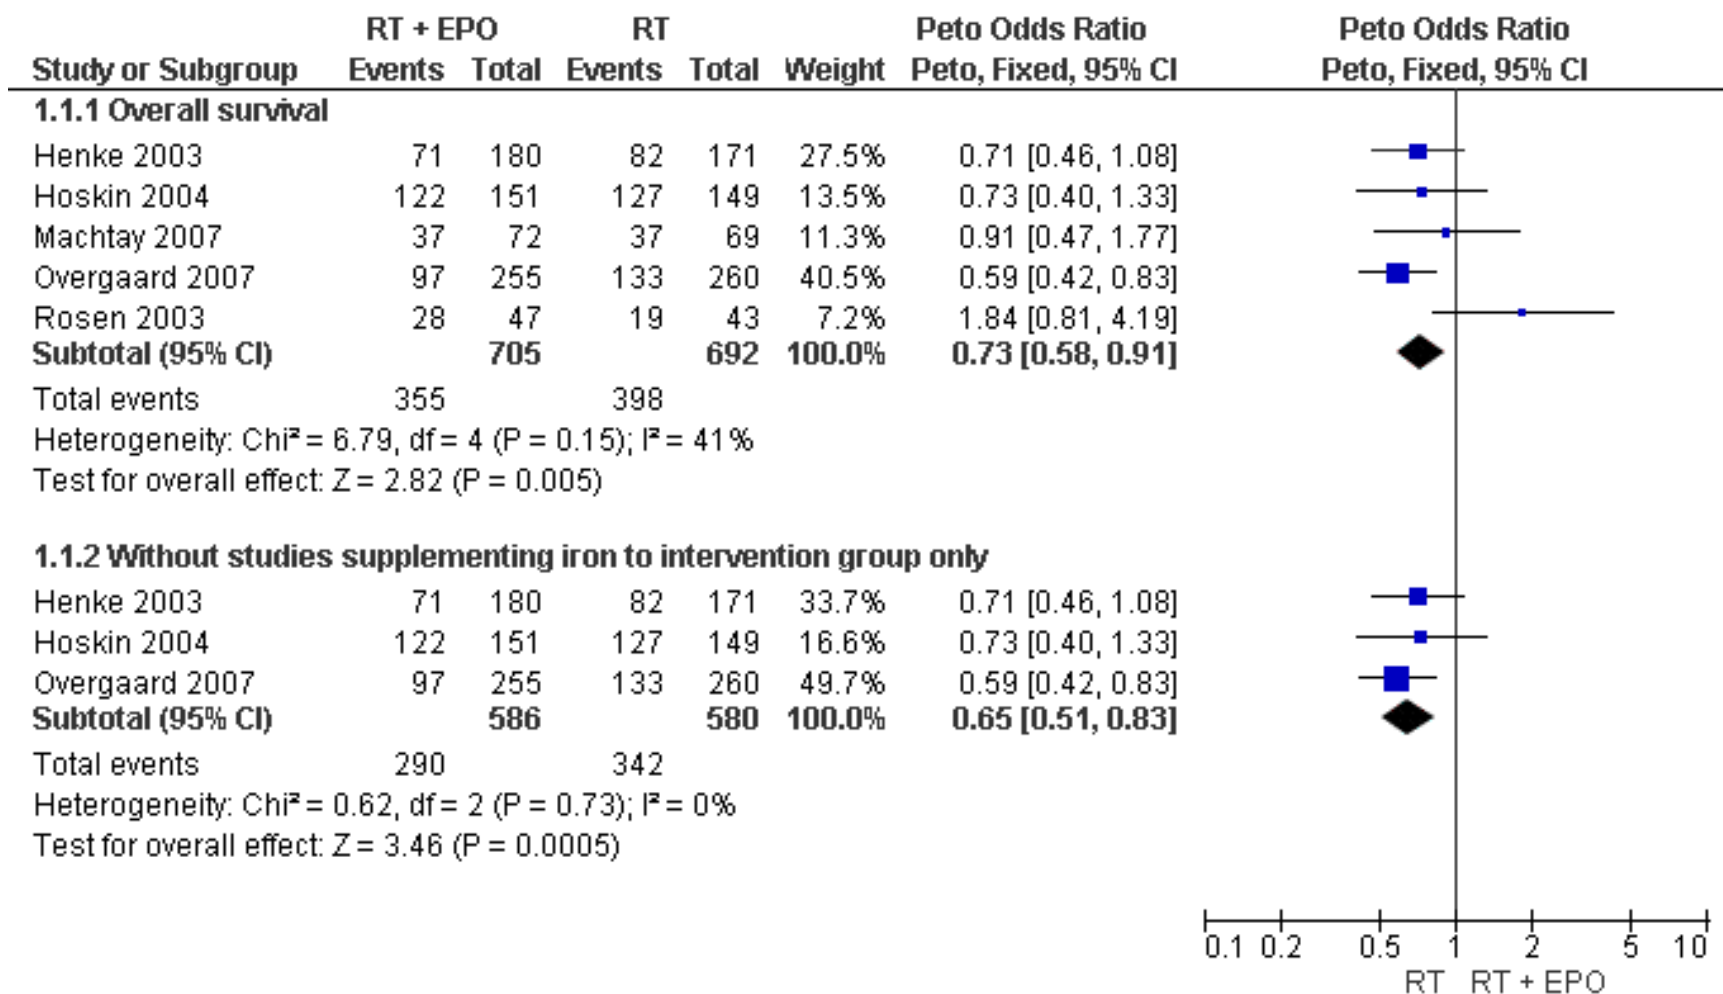 RT + EPO RT Peto Odds Ratio Peto Odds Ratio
Study or Subgroup Events Total Events Total Weight Peto, Fixed, 95% CI Peto, Fixed, 95% CI
1.1.1 Overall survival
Henke 2003 71 180 82 171 27.5% 0.71 [0.46, 1.08]
Hoskin 2004 122 151 127 149 13.5% 0.73 [0.40, 1.33]
Machtay 2007 37 72 37 69 11.3% 0.91 [0.47, 1.77]
Overgaard 2007 97 255 133 260 40.5% 0.59 [0.42, 0.83]
Rosen 2003 28 47 19 43 7.2% 1.84 [0.81, 4.19]
Subtotal (95% CI) 705 692 100.0% 0.73 [0.58, 0.91]
Total events 355 398
Heterogeneity: Chi² = 6.79, df = 4 (P = 0.15); I² = 41%
Test for overall effect: Z = 2.82 (P = 0.005)
1.1.2 Without studies supplementing iron to intervention group only
Henke 2003 71 180 82 171 33.7% 0.71 [0.46, 1.08]
Hoskin 2004 122 151 127 149 16.6% 0.73 [0.40, 1.33]
Overgaard 2007 97 255 133 260 49.7% 0.59 [0.42, 0.83]
Subtotal (95% CI) 586 580 100.0% 0.65 [0.51, 0.83]
Total events 290 342
Heterogeneity: Chi² = 0.62, df = 2 (P = 0.73); I² = 0%
Test for overall effect: Z = 3.46 (P = 0.0005)
0.1 0.2 0.5 1 2 5 10
RT RT + EPO